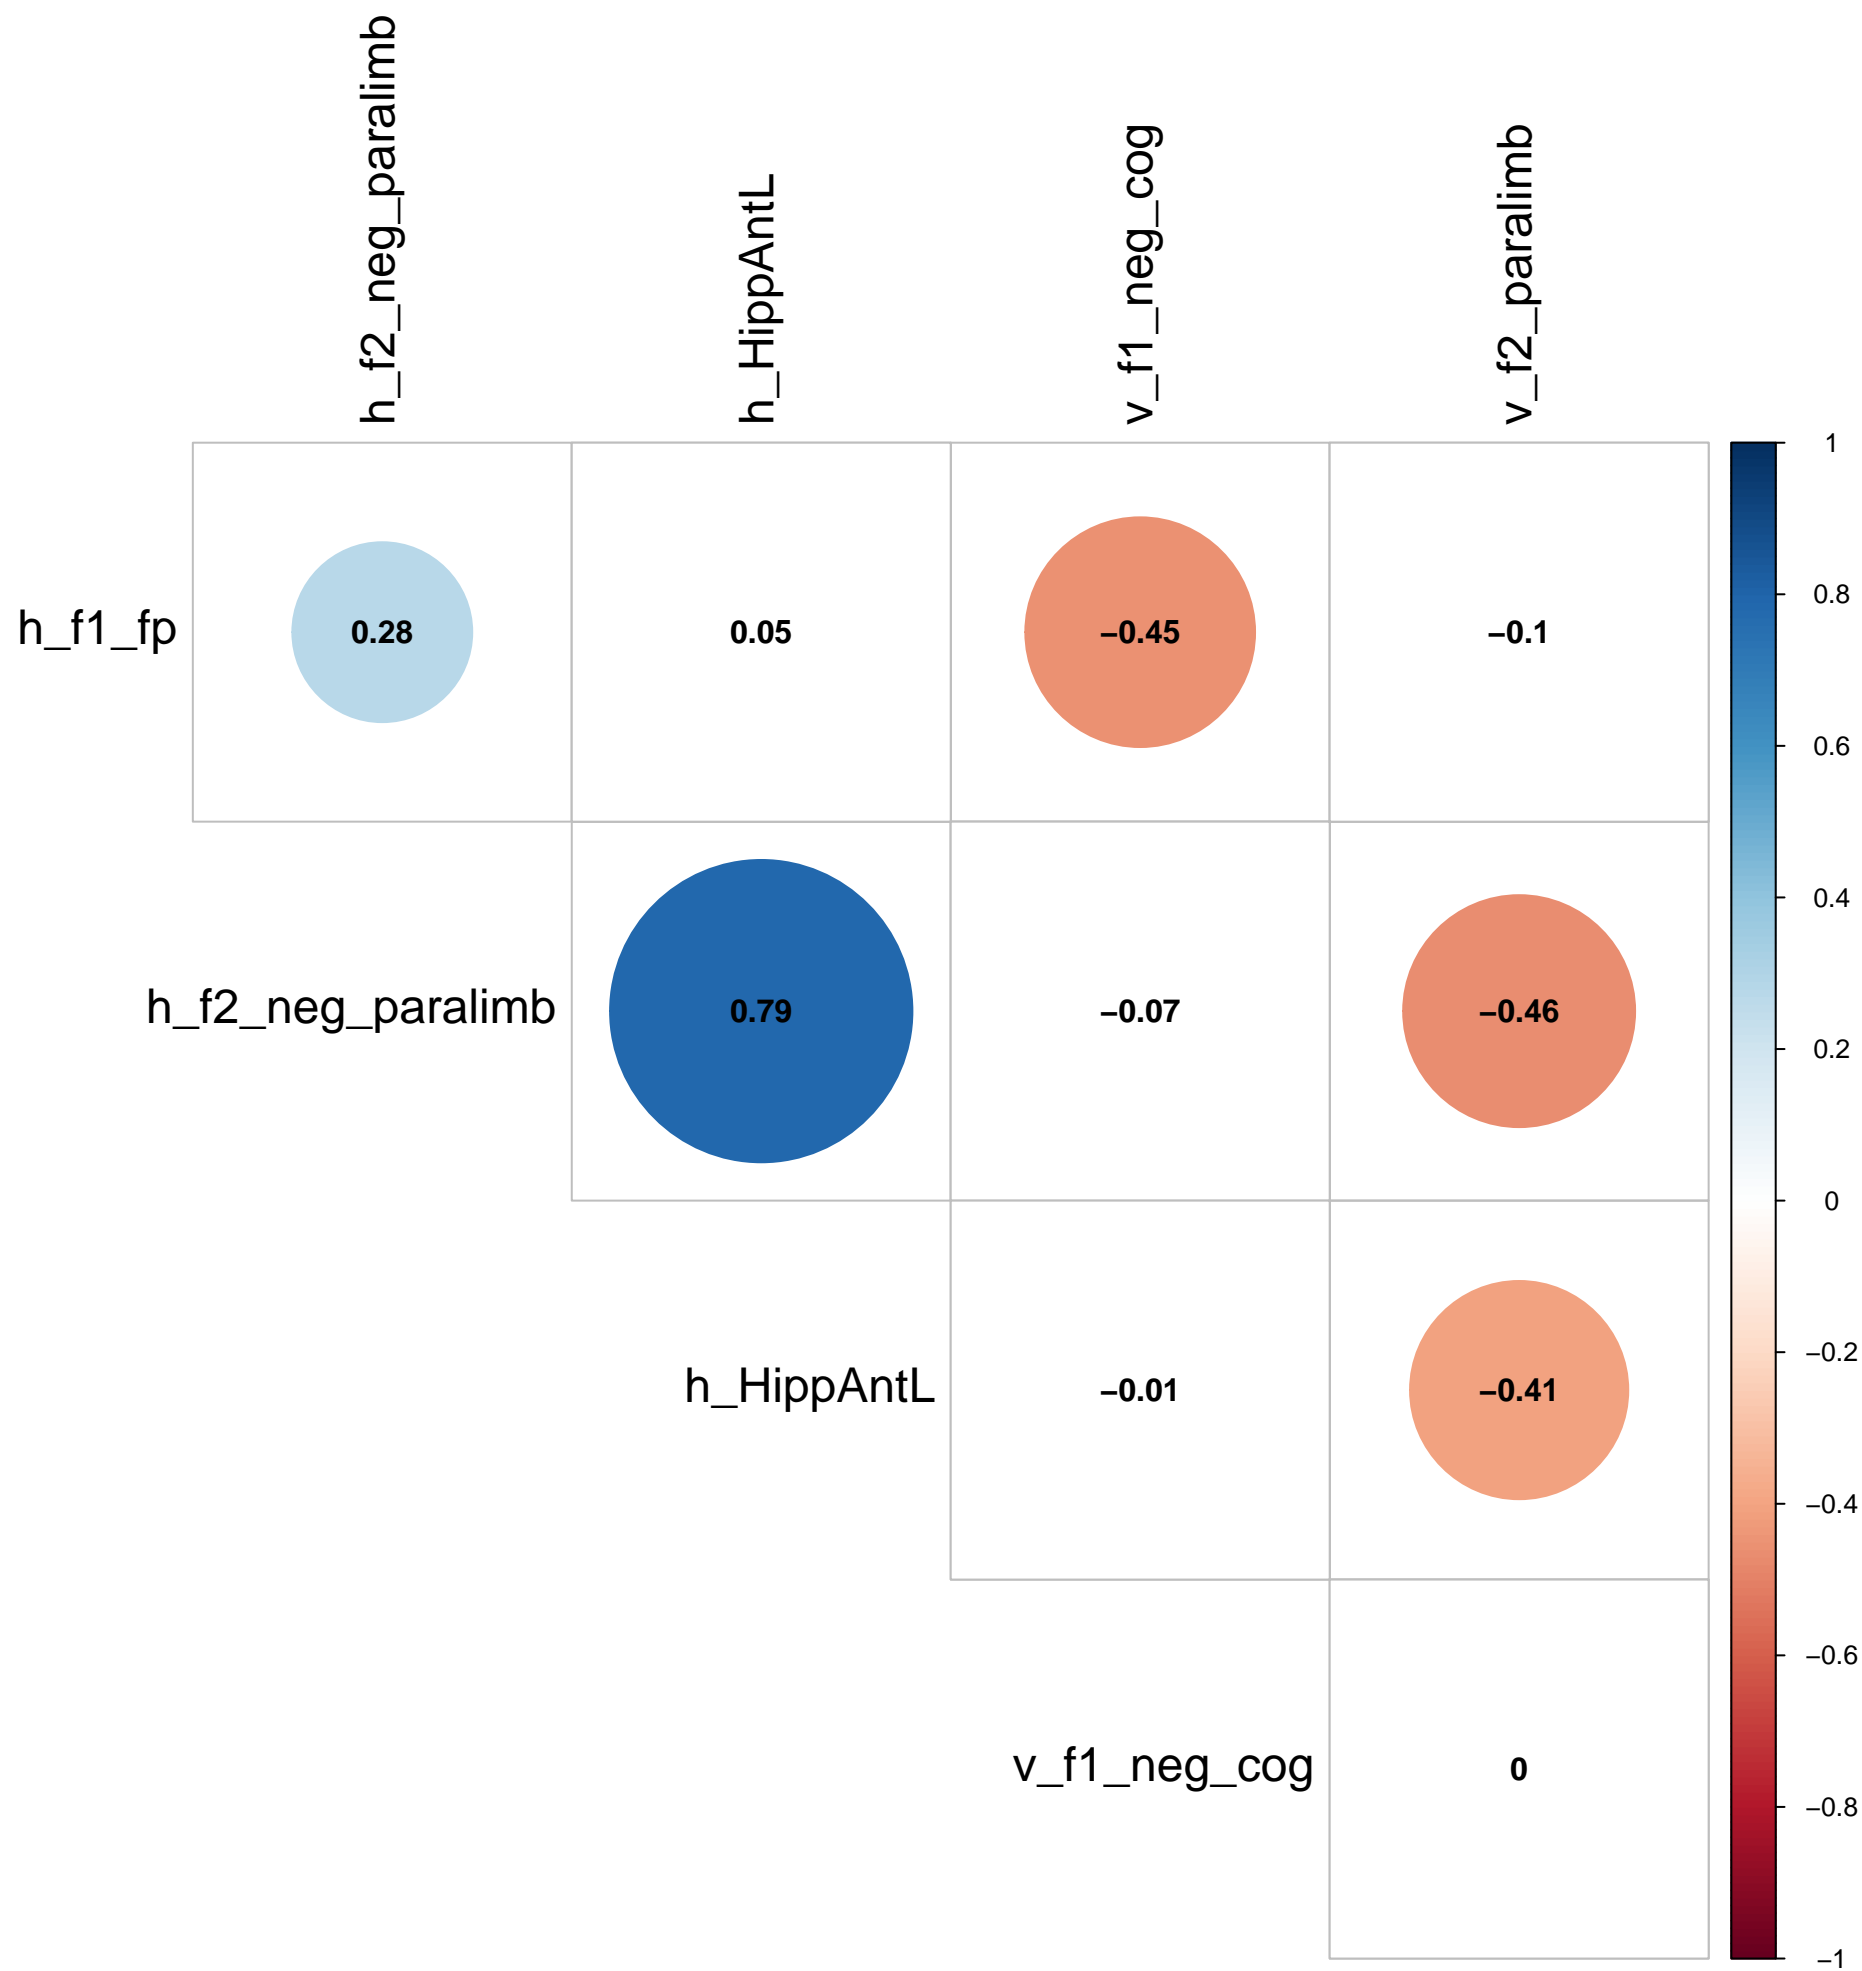 h_f2_neg_paralimb
h_HippAntL
v_f1_neg_cog
v_f2_paralimb
h_f1_fp
0.28
0.05
−0.45
−0.1
h_f2_neg_paralimb
0.79
−0.07
−0.46
h_HippAntL
−0.01
−0.41
v_f1_neg_cog
0
1
0.8
0.6
0.4
0.2
0
−0.2
−0.4
−0.6
−0.8
−1